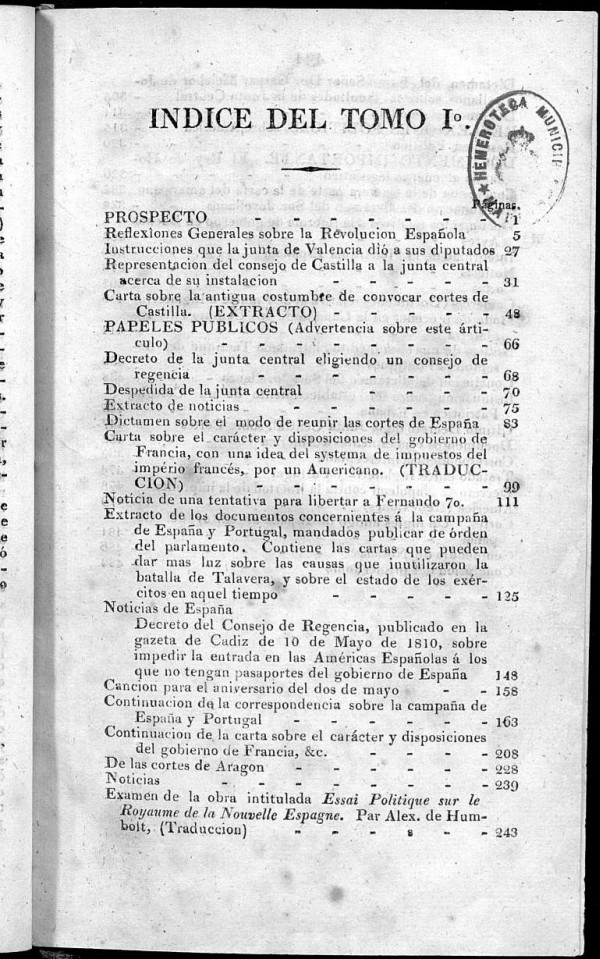 INDICE DEL TOMO Iº.
HEMEROTECA MUNICI
Páginas.
PROSPECTO - - - - - - - 1
Reflexiones Generales sobre la Revolucion Española 5
Instrucciones que la junta de Valencia dió a sus diputados 27
Representacion del consejo de Castilla a la junta central
acerca de su instalacion - - - - - 31
Carta sobre la antigua costumbre de convocar cortes de
Castilla. (EXTRACTO) - - - - - 48
PAPELES PUBLICOS (Advertencia sobre este árti-
culo) - - - - - - - - 66
Decreto de la junta central eligiendo un consejo de
regencia - - - - - - - 68
Despedida de la junta central - - - - 70
Extracto de noticias - - - - - - 75
Dictamen sobre el modo de reunir las cortes de España 83
Carta sobre el carácter y disposiciones del gobierno de
Francia, con una idea del systema de impuestos del
império francés, por un Americano. (TRADUC-
CION) - - - - - - - 99
Noticia de una tentativa para libertar a Fernando 7o. 111
Extracto de los documentos concernientes á la campaña
de España y Portugal, mandados publicar de órden
del parlamento. Contiene las cartas que pueden
dar mas luz sobre las causas que inutilizaron la
batalla de Talavera, y sobre el estado de los exér-
citos en aquel tiempo - - - - - 125
Noticias de España
Decreto del Consejo de Regencia, publicado en la
gazeta de Cadiz de 10 de Mayo de 1810, sobre
impedir la entrada en las Américas Españolas á los
que no tengan pasaportes del gobierno de España 148
Cancion para el aniversario del dos de mayo - - 158
Continuacion de la correspondencia sobre la campaña de
España y Portugal - - - - - - 163
Continuacion de la carta sobre el carácter y disposiciones
del gobierno de Francia, &c. - - - - 208
De las cortes de Aragon - - - - - - 228
Noticias - - - - - - - - 239
Examen de la obra intitulada Essai Politique sur le
Royaume de la Nouvelle Espagne. Par Alex. de Hum-
bolt, (Traduccion) - - - - - 243